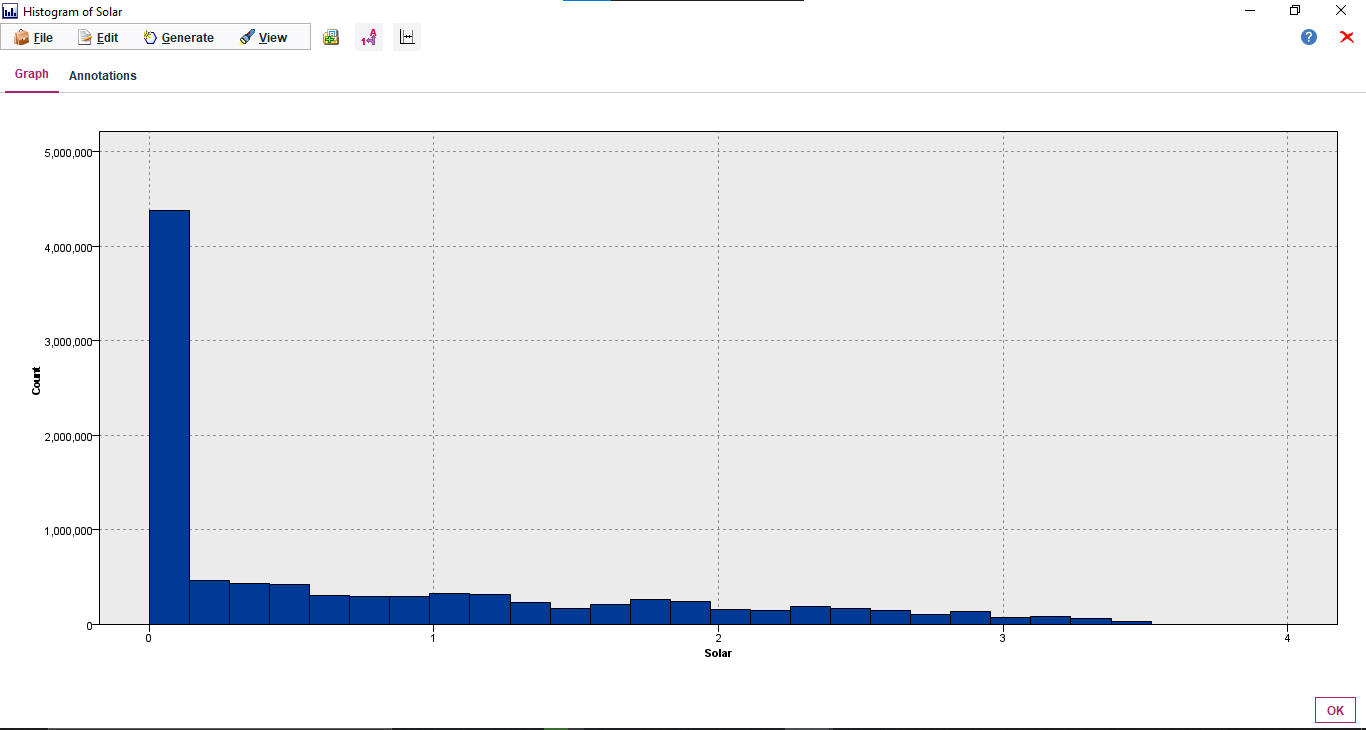 Histogram of Solar
File Edit Generate View
1 A
?
Graph Annotations
5,000,000
4,000,000
3,000,000
2,000,000
1,000,000
0
Count
0 1 2 3 4
Solar
OK